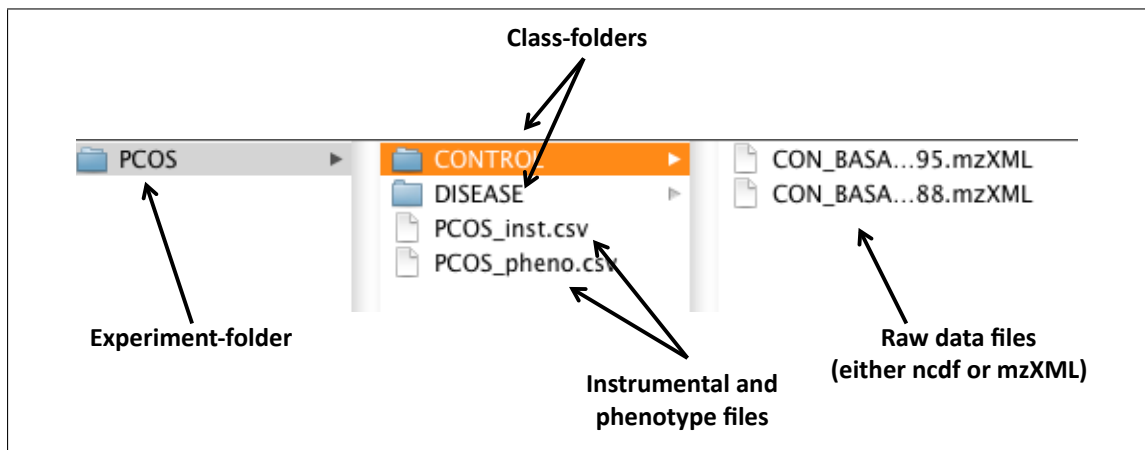 Class-folders
PCOS
CONTROL
DISEASE
PCOS_inst.csv
PCOS_pheno.csv
CON_BASA...95.mzXML
CON_BASA...88.mzXML
Experiment-folder
Instrumental and
phenotype files
Raw data files
(either ncdf or mzXML)